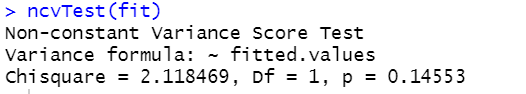 > ncvTest(fit)
Non-constant Variance Score Test
Variance formula: ~ fitted.values
Chisquare = 2.118469, Df = 1, p = 0.14553